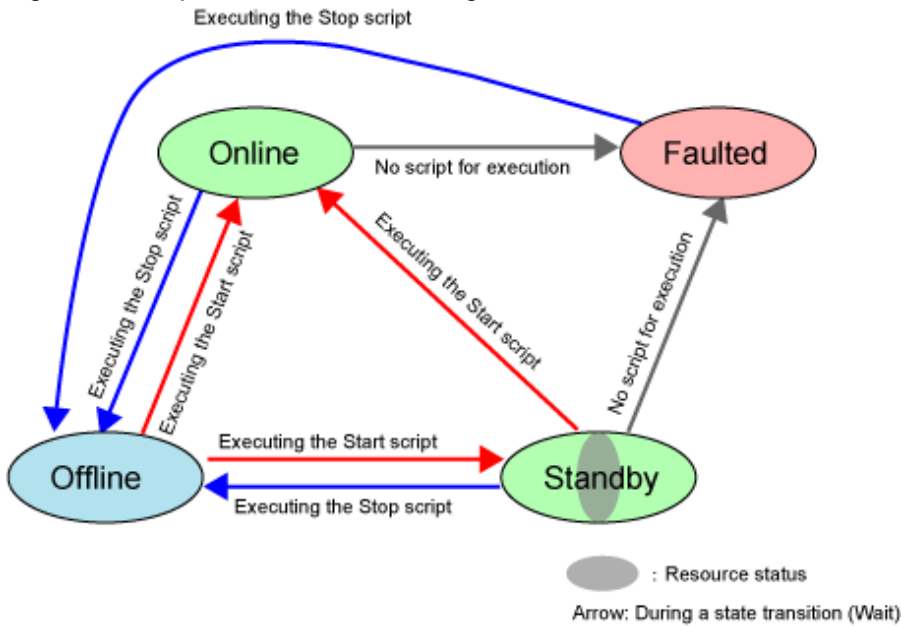 Executing the Stop script
Online
No script for execution
Faulted
Executing the Stop script
Executing the Start script
Executing the Start script
No script for execution
Offline
Executing the Start script
Executing the Stop script
Standby
: Resource status
Arrow: During a state transition (Wait)